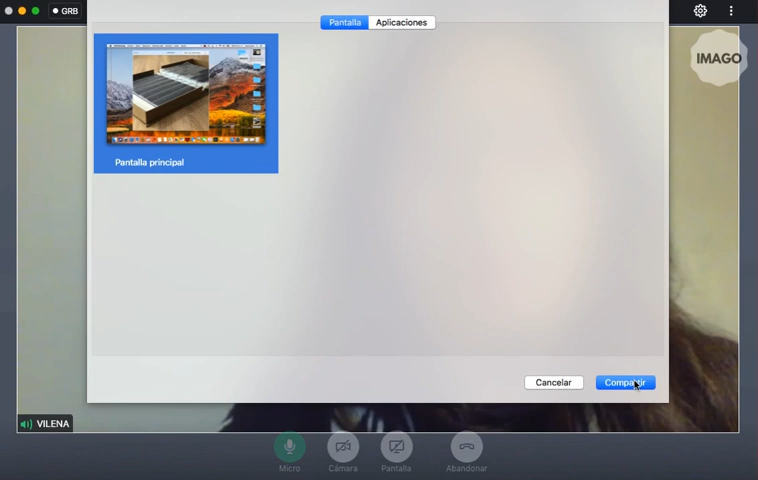 GRB
Pantalla Aplicaciones
IMAGO
Pantalla principal
Cancelar Compartir
VILENA
Micro Cámara Pantalla Abandonar